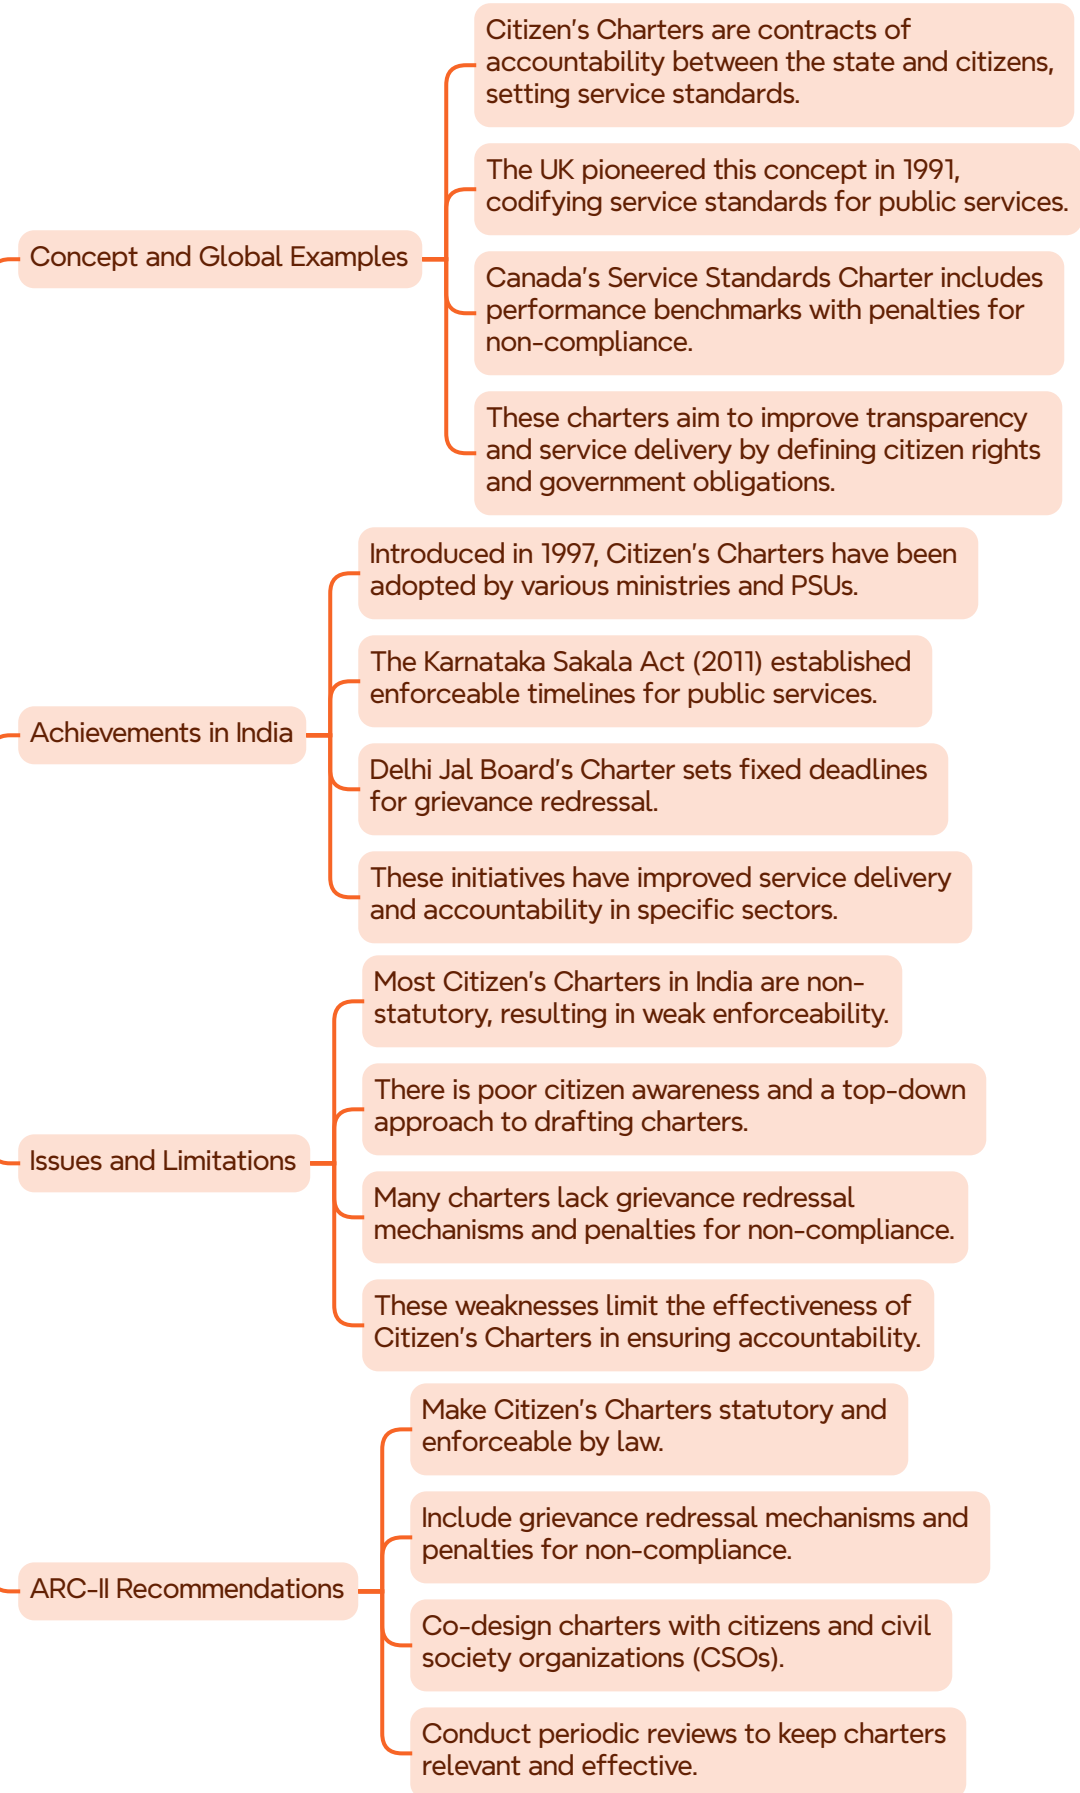 Concept and Global Examples
Citizen's Charters are contracts of
accountability between the state and citizens,
setting service standards.
The UK pioneered this concept in 1991,
codifying service standards for public services.
Canada's Service Standards Charter includes
performance benchmarks with penalties for
non-compliance.
These charters aim to improve transparency
and service delivery by defining citizen rights
and government obligations.
Achievements in India
Introduced in 1997, Citizen's Charters have been
adopted by various ministries and PSUs.
The Karnataka Sakala Act (2011) established
enforceable timelines for public services.
Delhi Jal Board's Charter sets fixed deadlines
for grievance redressal.
These initiatives have improved service delivery
and accountability in specific sectors.
Issues and Limitations
Most Citizen's Charters in India are non-
statutory, resulting in weak enforceability.
There is poor citizen awareness and a top-down
approach to drafting charters.
Many charters lack grievance redressal
mechanisms and penalties for non-compliance.
These weaknesses limit the effectiveness of
Citizen's Charters in ensuring accountability.
ARC-II Recommendations
Make Citizen's Charters statutory and
enforceable by law.
Include grievance redressal mechanisms and
penalties for non-compliance.
Co-design charters with citizens and civil
society organizations (CSOs).
Conduct periodic reviews to keep charters
relevant and effective.